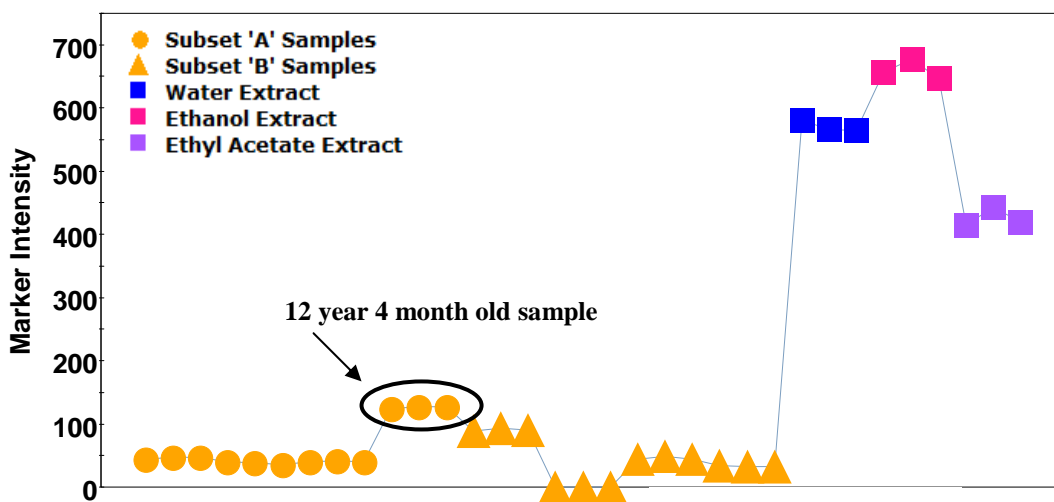 700
600
500
400
300
200
100
0
Marker Intensity
Subset 'A' Samples
Subset 'B' Samples
Water Extract
Ethanol Extract
Ethyl Acetate Extract
12 year 4 month old sample